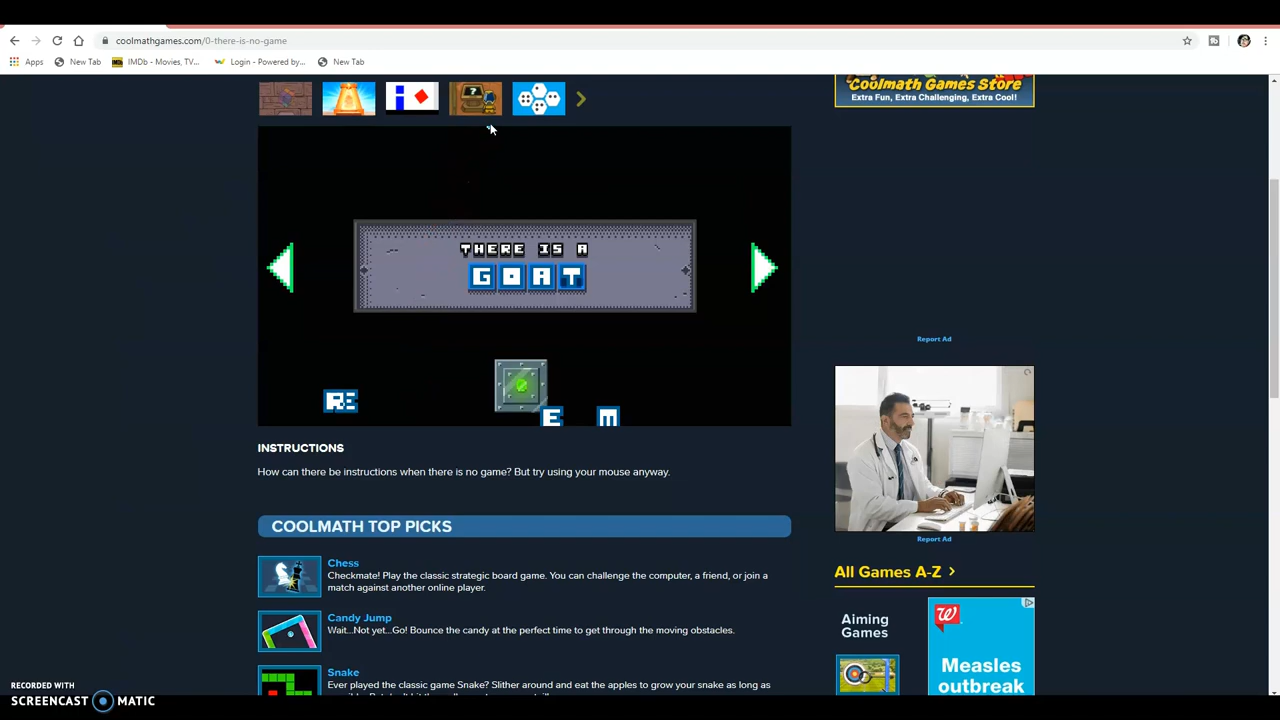 coolmathgames.com/0-there-is-no-game
Apps
New Tab
IMDb - Movies, TV...
Login - Powered by...
New Tab
Coolmath Games Store
Extra Fun, Extra Challenging, Extra Cool!
?
i
THERE IS A
GOAT
RE
E
M
Report Ad
INSTRUCTIONS
How can there be instructions when there is no game? But try using your mouse anyway.
Report Ad
COOLMATH TOP PICKS
Chess
Checkmate! Play the classic strategic board game. You can challenge the computer, a friend, or join a
match against another online player.
Candy Jump
Wait...Not yet...Go! Bounce the candy at the perfect time to get through the moving obstacles.
Snake
Ever played the classic game Snake? Slither around and eat the apples to grow your snake as long as
All Games A-Z
Aiming
Games
W
Measles
outbreak
RECORDED WITH
SCREENCAST MATIC